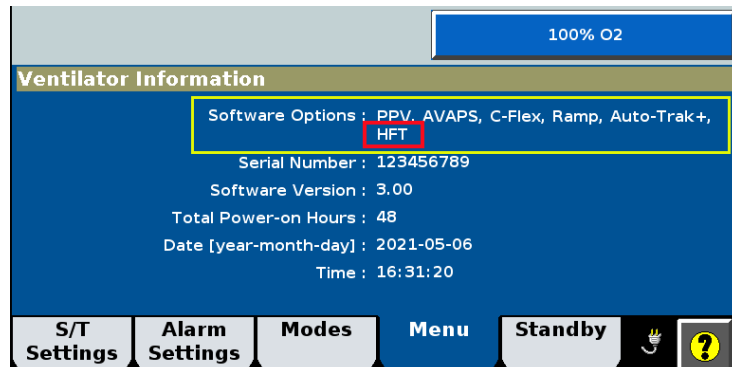 100% O2
Ventilator Information
Software Options : PPV, AVAPS, C-Flex, Ramp, Auto-Trak+,
HFT
Serial Number : 123456789
Software Version : 3.00
Total Power-on Hours : 48
Date [year-month-day] : 2021-05-06
Time : 16:31:20
S/T Settings
Alarm Settings
Modes
Menu
Standby
?